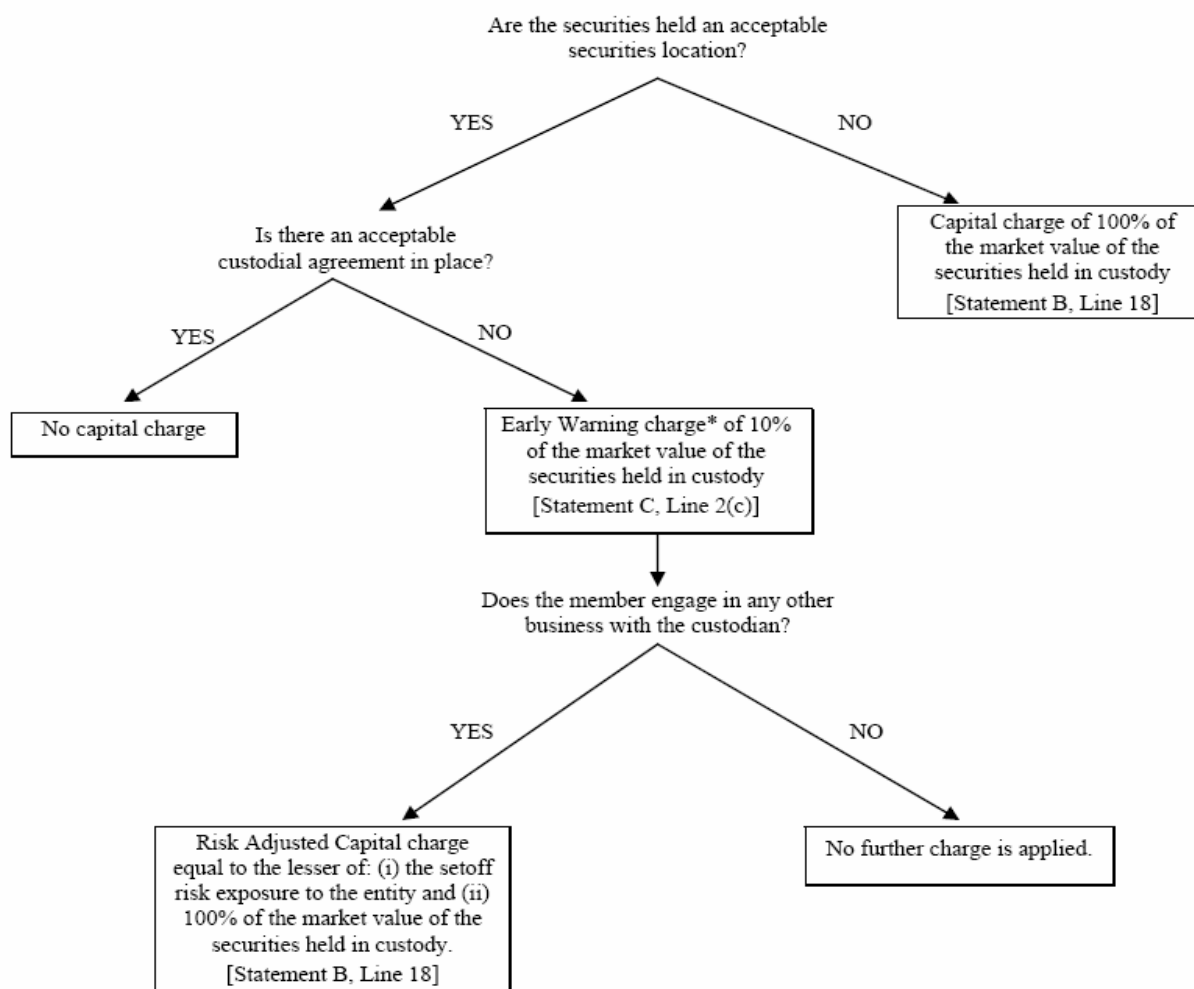 Are the securities held an acceptable
securities location?
YES
NO
Is there an acceptable
custodial agreement in place?
Capital charge of 100% of
the market value of the
securities held in custody
[Statement B, Line 18]
YES
NO
No capital charge
Early Warning charge* of 10%
of the market value of the
securities held in custody
[Statement C, Line 2(c)]
Does the member engage in any other
business with the custodian?
YES
NO
Risk Adjusted Capital charge
equal to the lesser of: (i) the setoff
risk exposure to the entity and (ii)
100% of the market value of the
securities held in custody.
[Statement B, Line 18]
No further charge is applied.